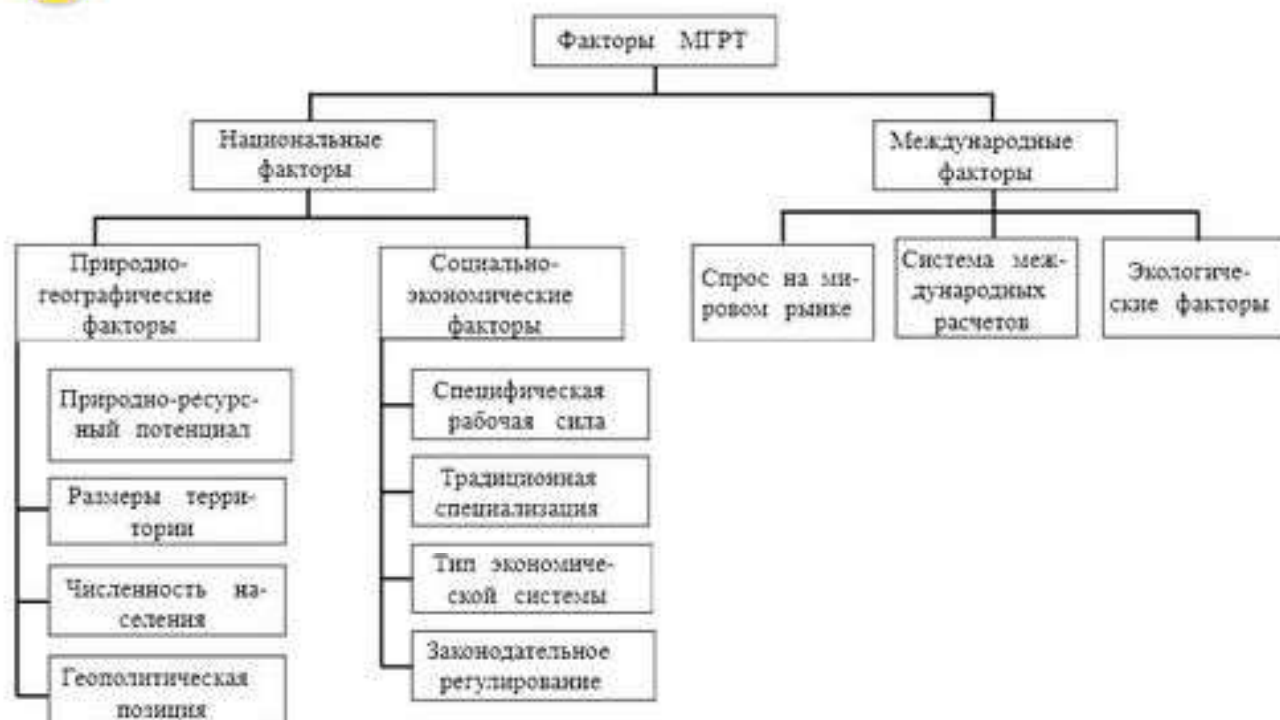 Факторы МГРТ
Национальные
факторы
Международные
факторы
Природно-
географические
факторы
Социально-
экономические
факторы
Спрос на ми-
ровом рынке
Система меж-
дународных
расчетов
Экологиче-
ские факторы
Природно-ресурс-
ный потенциал
Размеры терри-
тории
Численность на-
селения
Геополитическая
позиция
Специфическая
рабочая сила
Традиционная
специализация
Тип экономиче-
ской системы
Законодательное
регулирование